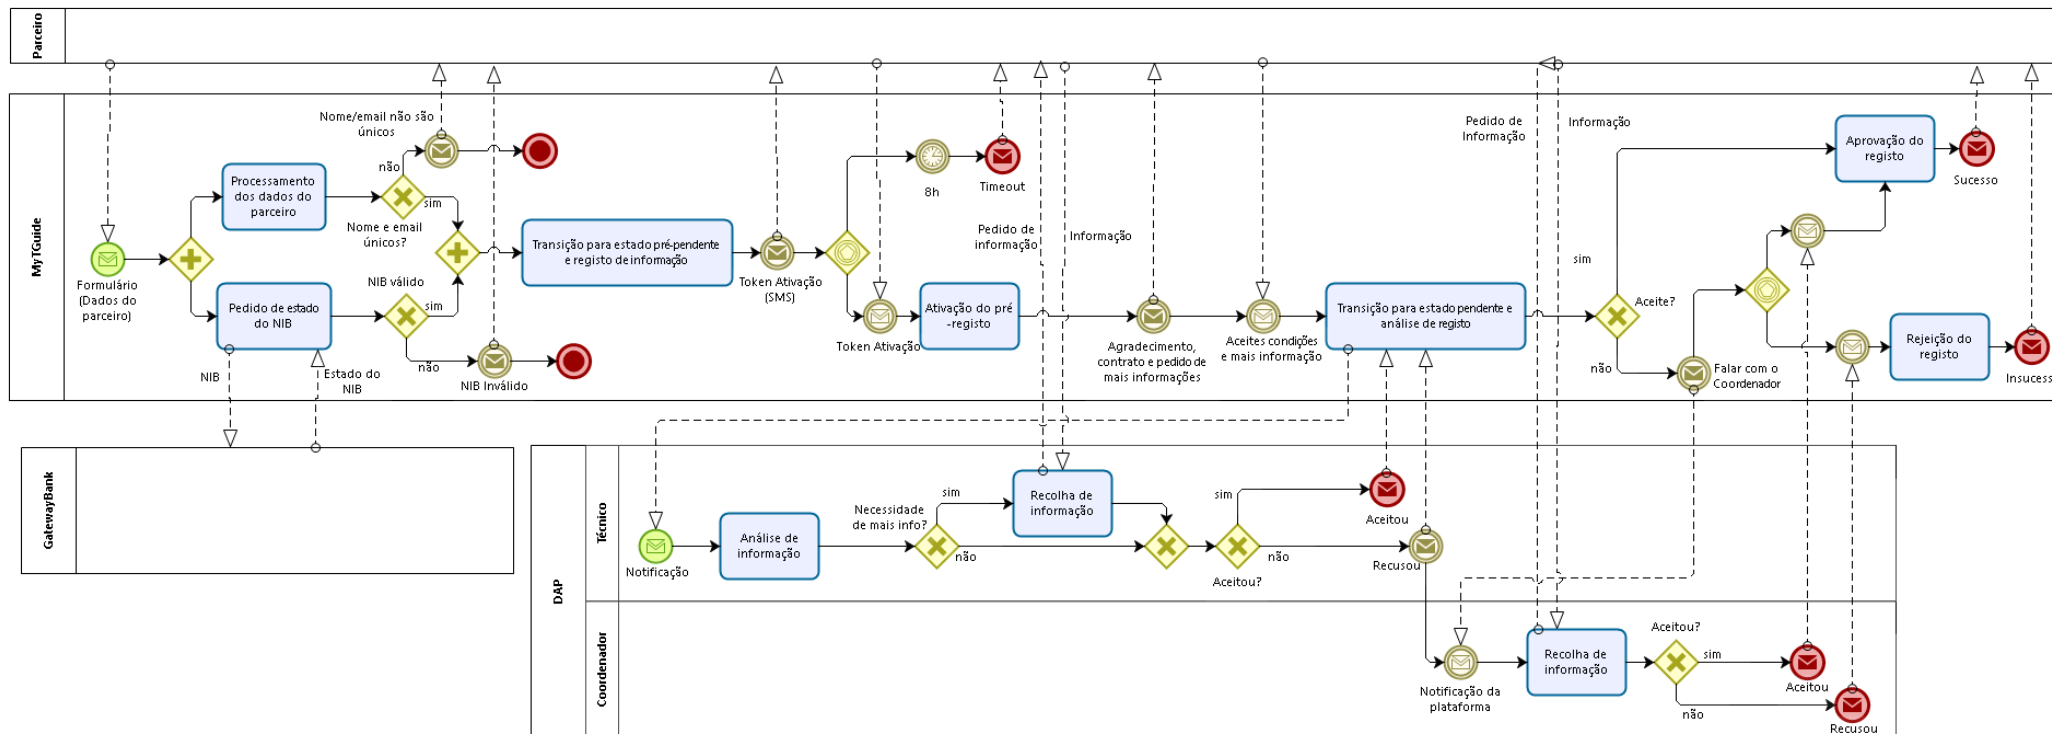 Parceiro
MyTGuide
Formulário
(Dados do
parceiro)
Processamento
dos dados do
parceiro
Pedido de estado
do NIB
NIB
Estado do
NIB
Nome/email não são
únicos
não
sim
Nome e email
únicos?
NIB válido
sim
não
NIB Inválido
Transição para estado pré-pendente
e registo de informação
Token Ativação
(SMS)
8h
Timeout
Token Ativação
Ativação do pré
-registo
Pedido de
informação
Informação
Agradecimento,
contrato e pedido de
mais informações
Aceites condições
e mais informação
Transição para estado pendente e
análise de registo
Pedido de
Informação
Informação
sim
Aceite?
não
Falar com o
Coordenador
Aprovação do
registo
Sucesso
Rejeição do
registo
Insucess
GatewayBank
DAP
Técnico
Notificação
Análise de
informação
Necessidade
de mais info?
sim
não
Recolha de
informação
sim
Aceitou?
não
Aceitou
Recusou
Coordenador
Notificação da
plataforma
Recolha de
informação
Aceitou?
sim
não
Aceitou
Recusou